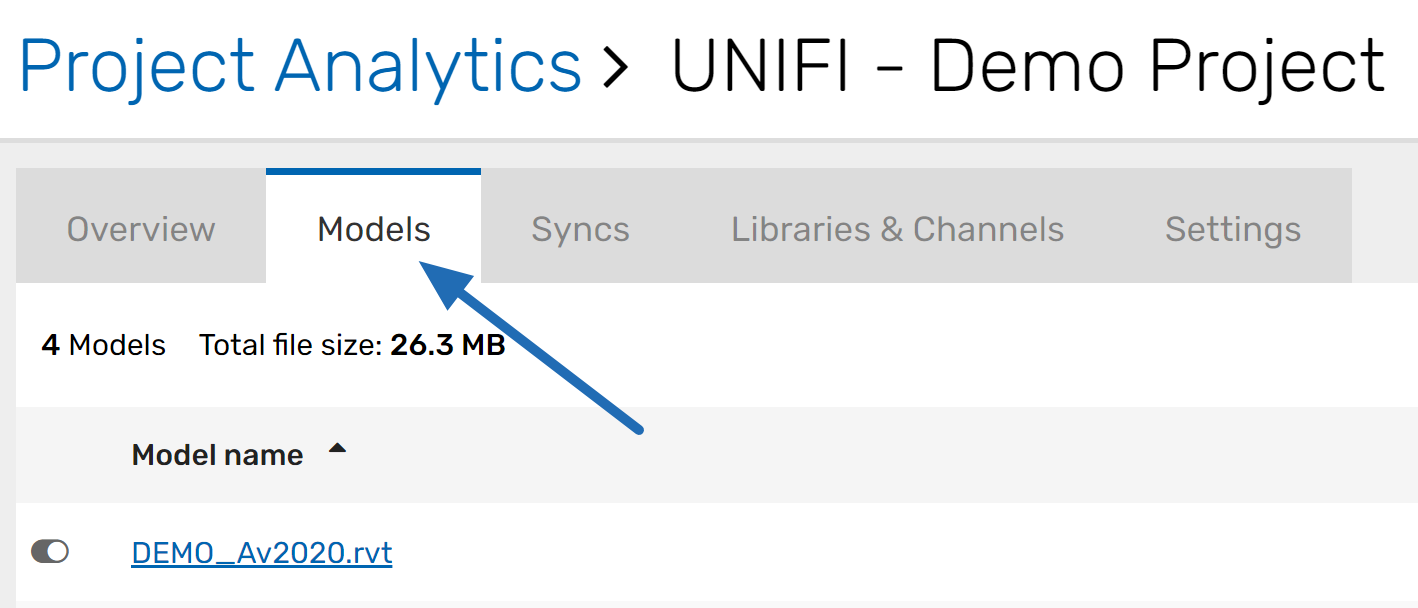 Project Analytics > UNIFI - Demo Project
Overview Models Syncs Libraries & Channels Settings
4 Models Total file size: 26.3 MB
Model name
DEMO_Av2020.rvt